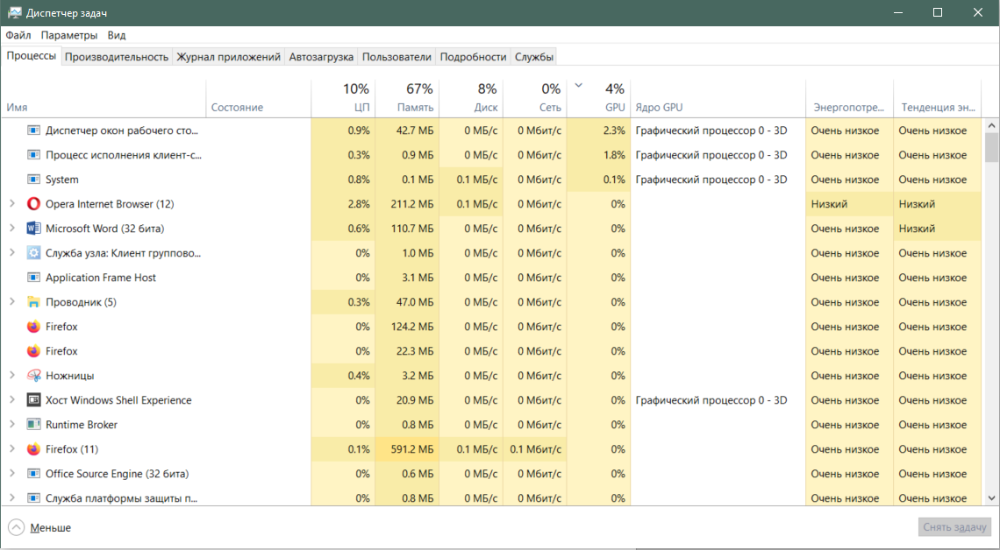 Диспетчер задач
Файл Параметры Вид
Процессы Производительность Журнал приложений Автозагрузка Пользователи Подробности Службы
10% 67% 8% 0% 4%
Имя Состояние ЦП Память Диск Сеть GPU Ядро GPU Энергопотре... Тенденция эн...
Диспетчер окон рабочего сто... 0.9% 42.7 МБ 0 МБ/с 0 Мбит/с 2.3% Графический процессор 0 - 3D Очень низкое Очень низкое
Процесс исполнения клиент-с... 0.3% 0.9 МБ 0 МБ/с 0 Мбит/с 1.8% Графический процессор 0 - 3D Очень низкое Очень низкое
System 0.8% 0.1 МБ 0.1 МБ/с 0 Мбит/с 0.1% Графический процессор 0 - 3D Очень низкое Очень низкое
Opera Internet Browser (12) 2.8% 211.2 МБ 0.1 МБ/с 0 Мбит/с 0% Низкий Низкий
Microsoft Word (32 бита) 0.6% 110.7 МБ 0 МБ/с 0 Мбит/с 0% Очень низкое Низкий
Служба узла: Клиент группово... 0% 1.0 МБ 0 МБ/с 0 Мбит/с 0% Очень низкое Очень низкое
Application Frame Host 0% 3.1 МБ 0 МБ/с 0 Мбит/с 0% Очень низкое Очень низкое
Проводник (5) 0.3% 47.0 МБ 0 МБ/с 0 Мбит/с 0% Очень низкое Очень низкое
Firefox 0% 124.2 МБ 0 МБ/с 0 Мбит/с 0% Очень низкое Очень низкое
Firefox 0% 22.3 МБ 0 МБ/с 0 Мбит/с 0% Очень низкое Очень низкое
Ножницы 0.4% 3.2 МБ 0 МБ/с 0 Мбит/с 0% Очень низкое Очень низкое
Хост Windows Shell Experience 0% 20.9 МБ 0 МБ/с 0 Мбит/с 0% Графический процессор 0 - 3D Очень низкое Очень низкое
Runtime Broker 0% 0.8 МБ 0 МБ/с 0 Мбит/с 0% Очень низкое Очень низкое
Firefox (11) 0.1% 591.2 МБ 0.1 МБ/с 0.1 Мбит/с 0% Очень низкое Очень низкое
Office Source Engine (32 бита) 0% 0.6 МБ 0 МБ/с 0 Мбит/с 0% Очень низкое Очень низкое
Служба платформы защиты п... 0% 0.8 МБ 0 МБ/с 0 Мбит/с 0% Очень низкое Очень низкое
Меньше Снять задачу